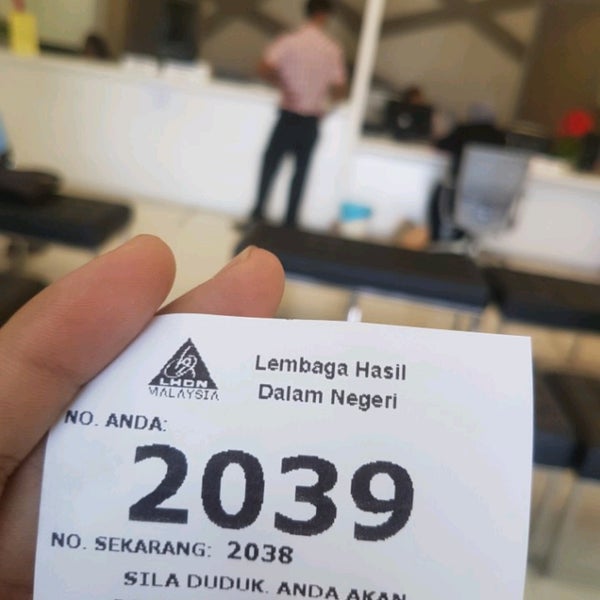 LHDN
MALAYSIA
Lembaga Hasil
Dalam Negeri
NO. ANDA:
2039
NO. SEKARANG: 2038
SILA DUDUK. ANDA AKAN